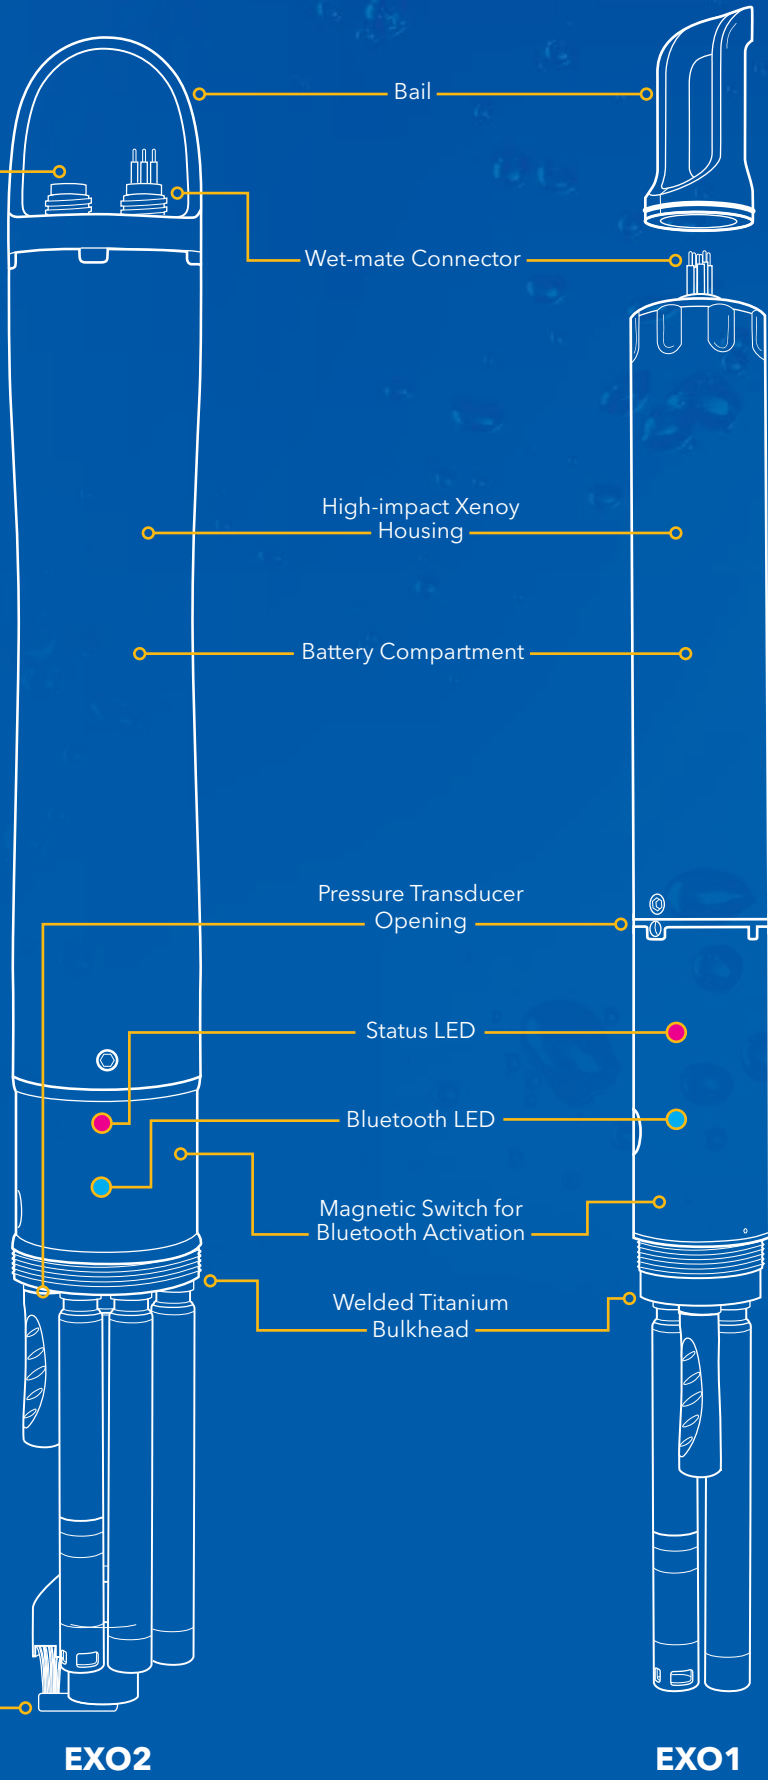 Bail
Wet-mate Connector
High-impact Xenoy
Housing
Battery Compartment
Pressure Transducer
Opening
Status LED
Bluetooth LED
Magnetic Switch for
Bluetooth Activation
Welded Titanium
Bulkhead
EXO2
EXO1